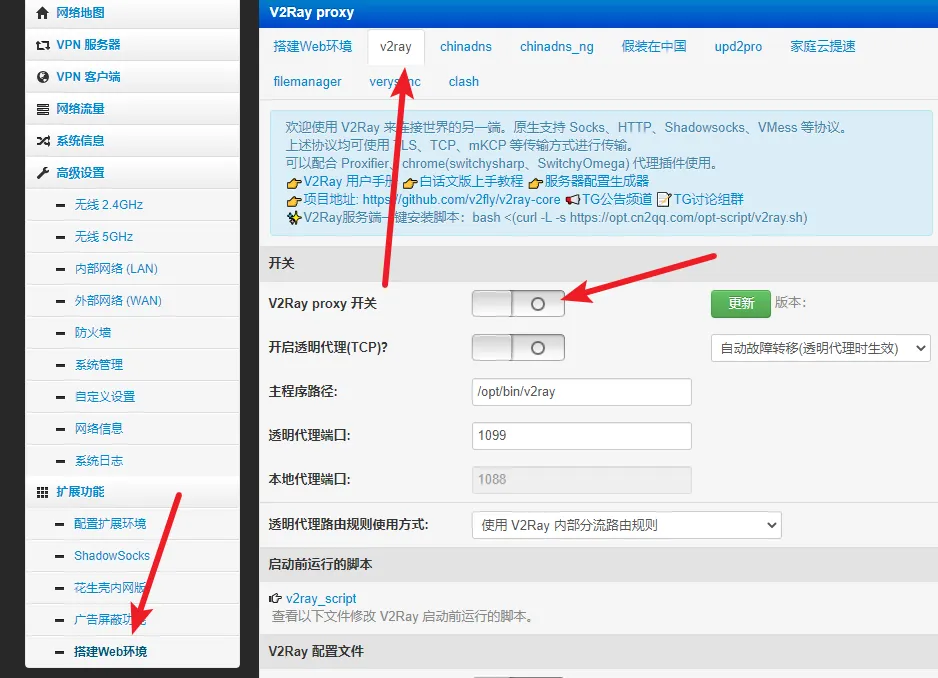 网络地图
VPN 服务器
VPN 客户端
网络流量
系统信息
高级设置
无线 2.4GHz
无线 5GHz
内部网络 (LAN)
外部网络 (WAN)
防火墙
系统管理
自定义设置
网络信息
系统日志
扩展功能
配置扩展环境
ShadowSocks
花生壳内网版
广告屏蔽功能
搭建Web环境
V2Ray proxy
搭建Web环境 v2ray chinadns chinadns_ng 假装在中国 upd2pro 家庭云提速
filemanager verysync clash
欢迎使用 V2Ray 来连接世界的另一端。原生支持 Socks、HTTP、Shadowsocks、VMess 等协议。
上述协议均可使用 TLS、TCP、mKCP 等传输方式进行传输。
可以配合 Proxifier、chrome(switchysharp、SwitchyOmega) 代理插件使用。
V2Ray 用户手册 白话文版上手教程 服务器配置生成器
项目地址: https://github.com/v2fly/v2ray-core TG公告频道 TG讨论组群
V2Ray服务端一键安装脚本：bash <(curl -L -s https://opt.cn2qq.com/opt-script/v2ray.sh)
开关
V2Ray proxy 开关 更新 版本:
开启透明代理(TCP)? 自动故障转移(透明代理时生效)
主程序路径: /opt/bin/v2ray
透明代理端口: 1099
本地代理端口: 1088
透明代理路由规则使用方式: 使用 V2Ray 内部分流路由规则
启动前运行的脚本
v2ray_script
查看以下文件修改 V2Ray 启动前运行的脚本。
V2Ray 配置文件